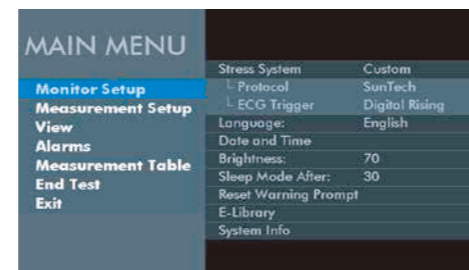 MAIN MENU
Monitor Setup
Measurement Setup
View
Alarms
Measurement Table
End Test
Exit
Stress System Custom
└ Protocol SunTech
└ ECG Trigger Digital Rising
Language: English
Date and Time
Brightness: 70
Sleep Mode After: 30
Reset Warning Prompt
E-Library
System Info